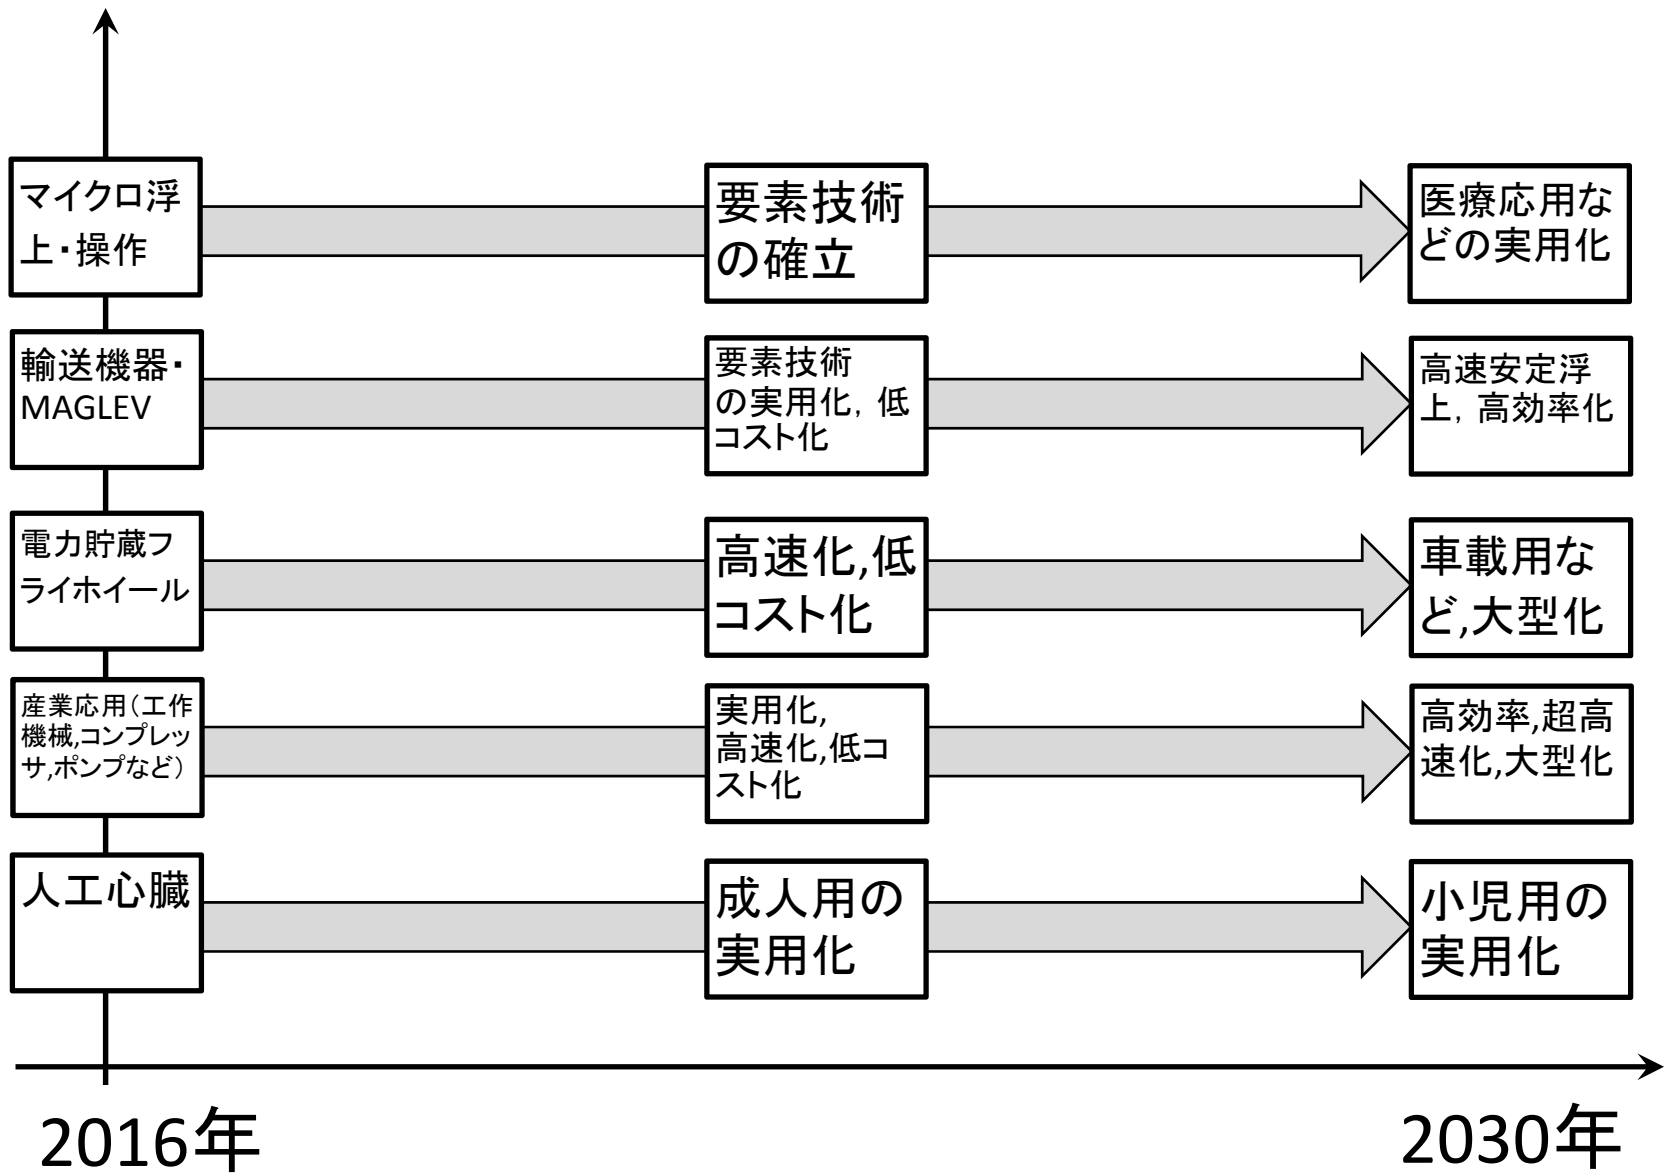 マイクロ浮
上・操作
要素技術
の確立
医療応用な
どの実用化
輸送機器・
MAGLEV
要素技術
の実用化，低
コスト化
高速安定浮
上，高効率化
電力貯蔵フ
ライホイール
高速化,低
コスト化
車載用な
ど,大型化
産業応用（工作
機械,コンプレッ
サ,ポンプなど）
実用化,
高速化,低コ
スト化
高効率,超高
速化,大型化
人工心臓
成人用の
実用化
小児用の
実用化
2016年
2030年